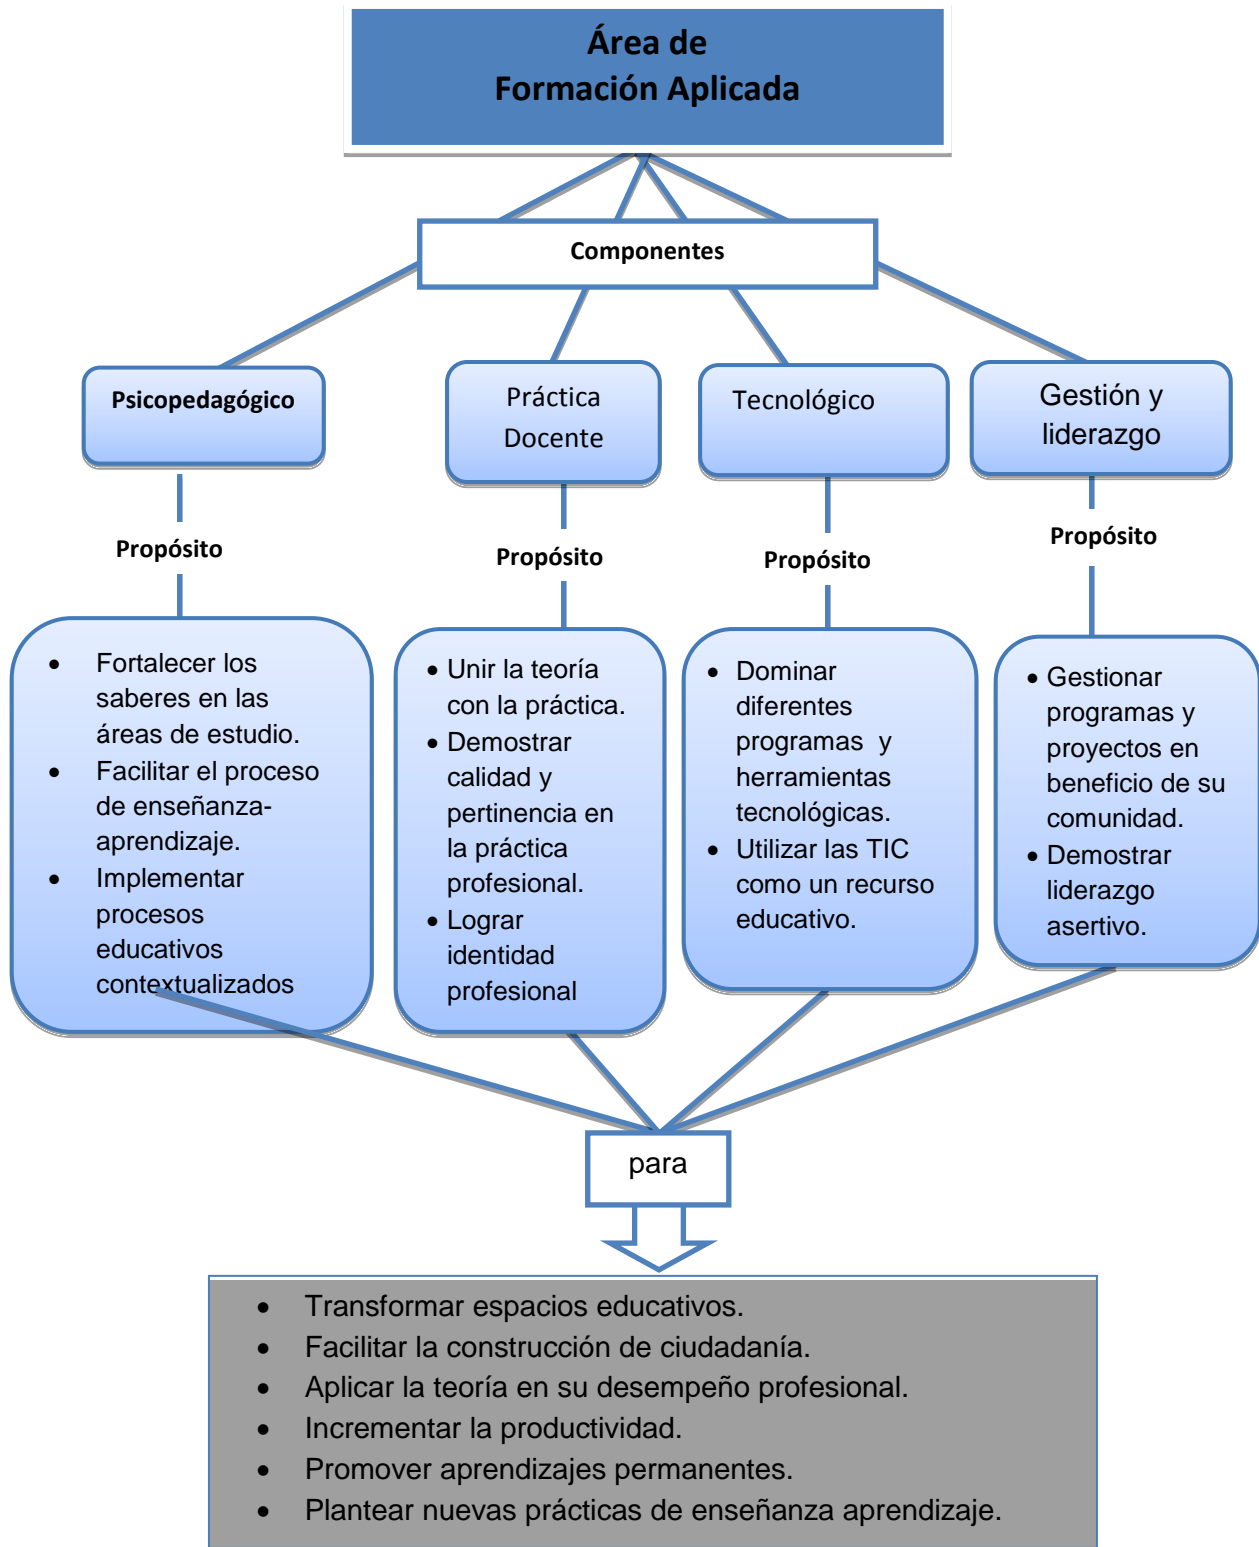 Área de
Formación Aplicada
Componentes
Psicopedagógico
Práctica
Docente
Tecnológico
Gestión y
liderazgo
Propósito
Propósito
Propósito
Propósito
• Fortalecer los
saberes en las
áreas de estudio.
• Facilitar el proceso
de enseñanza-
aprendizaje.
• Implementar
procesos
educativos
contextualizados
• Unir la teoría
con la práctica.
• Demostrar
calidad y
pertinencia en
la práctica
profesional.
• Lograr
identidad
profesional
• Dominar
diferentes
programas y
herramientas
tecnológicas.
• Utilizar las TIC
como un recurso
educativo.
• Gestionar
programas y
proyectos en
beneficio de su
comunidad.
• Demostrar
liderazgo
asertivo.
para
• Transformar espacios educativos.
• Facilitar la construcción de ciudadanía.
• Aplicar la teoría en su desempeño profesional.
• Incrementar la productividad.
• Promover aprendizajes permanentes.
• Plantear nuevas prácticas de enseñanza aprendizaje.